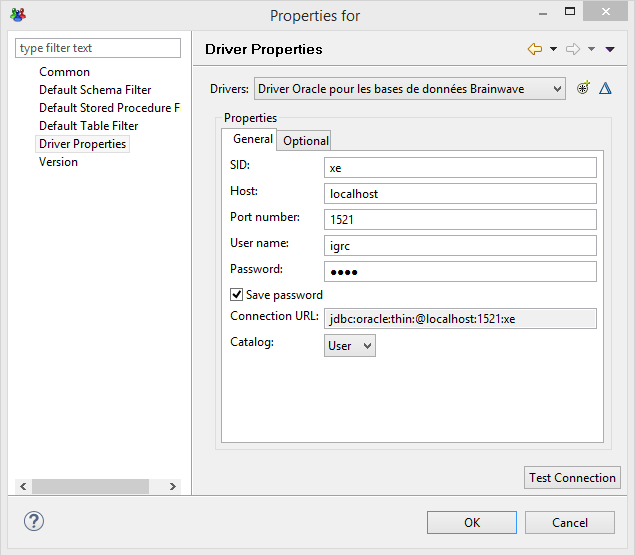 Properties for
type filter text
Common
Default Schema Filter
Default Stored Procedure F
Default Table Filter
Driver Properties
Version
Driver Properties
Drivers: Driver Oracle pour les bases de données Brainwave
Properties
General Optional
SID: xe
Host: localhost
Port number: 1521
User name: igrc
Password: ●●●●
Save password
Connection URL: jdbc:oracle:thin:@localhost:1521:xe
Catalog: User
Test Connection
OK Cancel